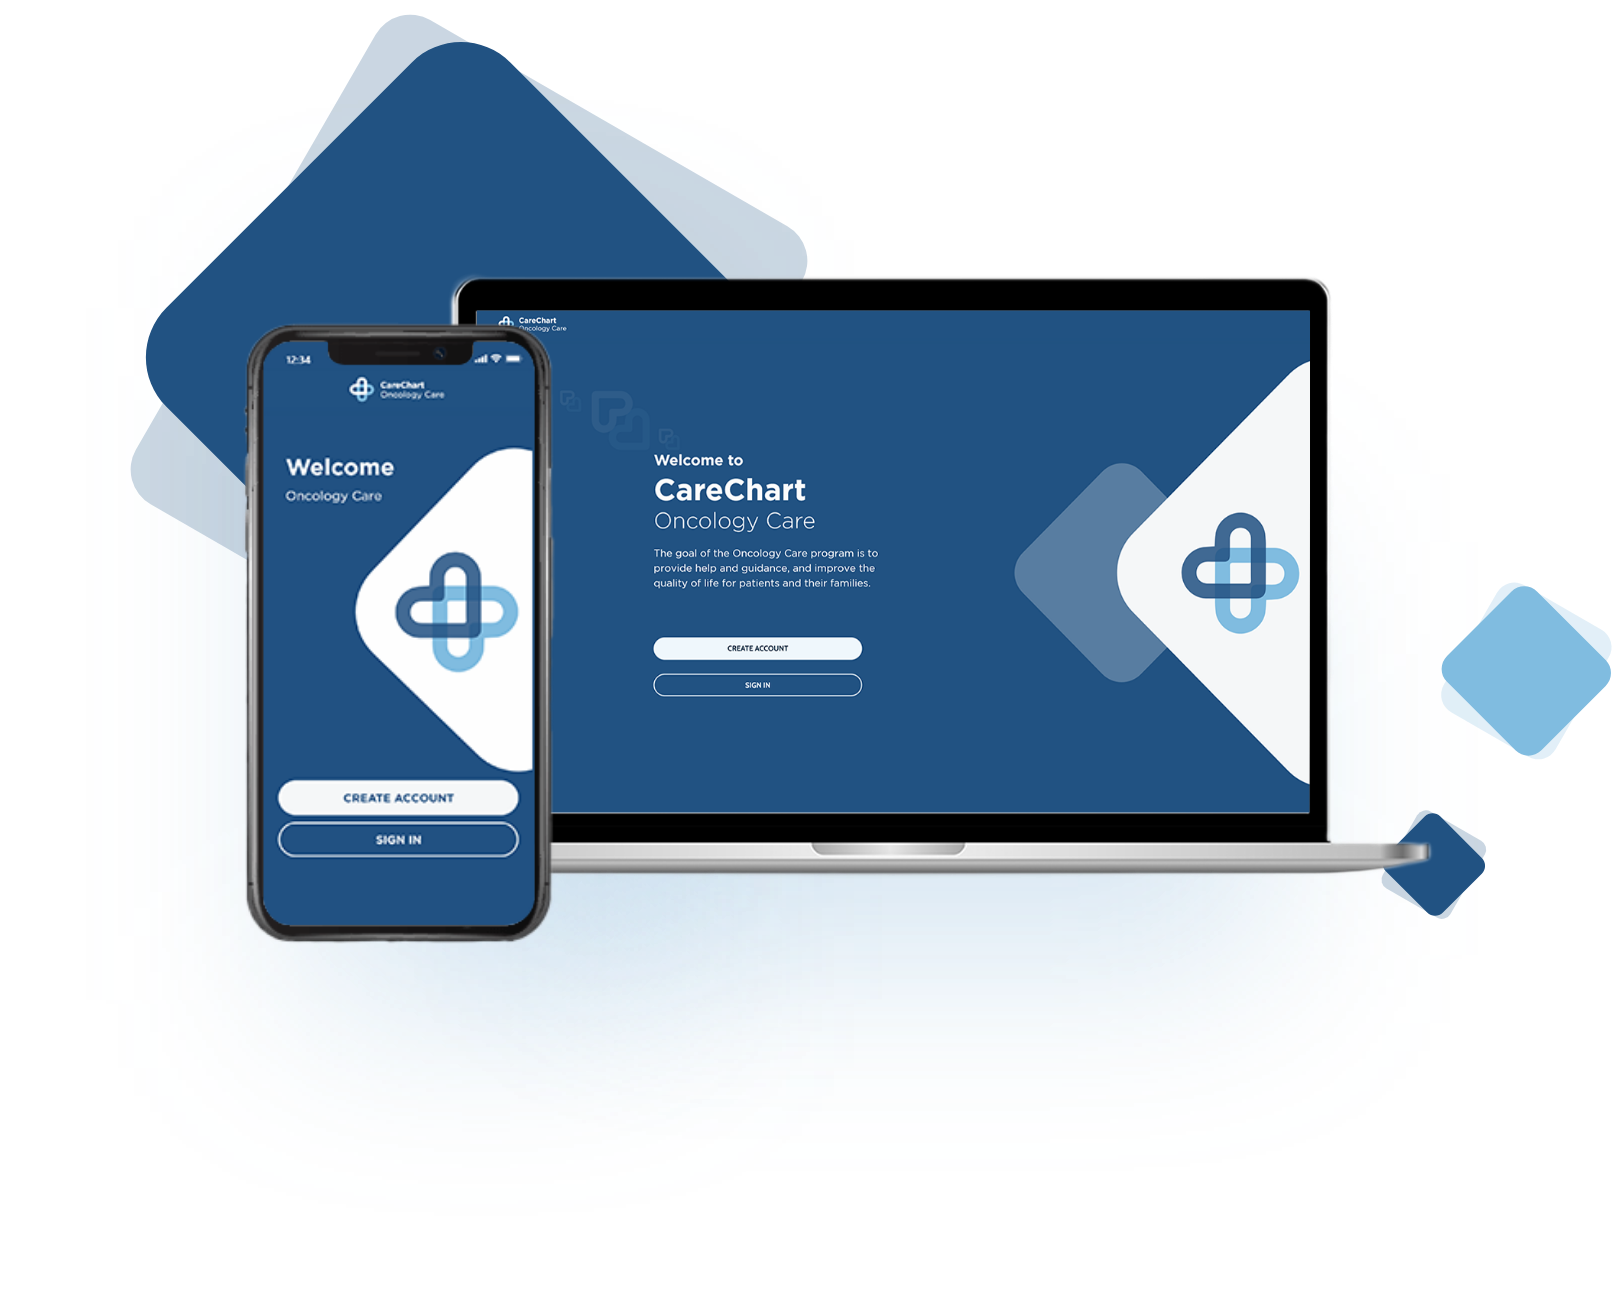 12:34
CareChart
Oncology Care
Welcome
Oncology Care
CREATE ACCOUNT
SIGN IN
CareChart
Oncology Care
Welcome to
CareChart
Oncology Care
The goal of the Oncology Care program is to
provide help and guidance, and improve the
quality of life for patients and their families.
CREATE ACCOUNT
SIGN IN